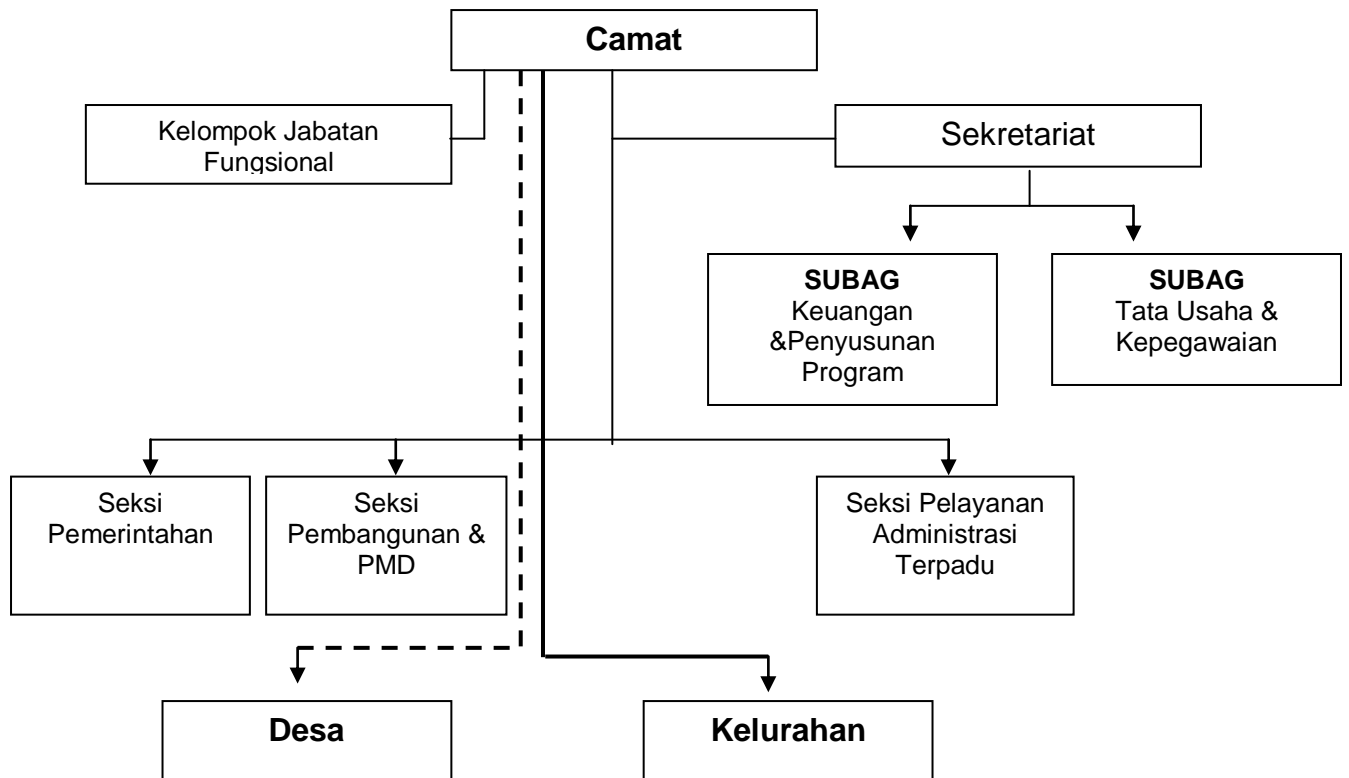 Camat
Kelompok Jabatan
Fungsional
Sekretariat
SUBAG
Keuangan
&Penyusunan
Program
SUBAG
Tata Usaha &
Kepegawaian
Seksi
Pemerintahan
Seksi
Pembangunan &
PMD
Seksi Pelayanan
Administrasi
Terpadu
Desa
Kelurahan